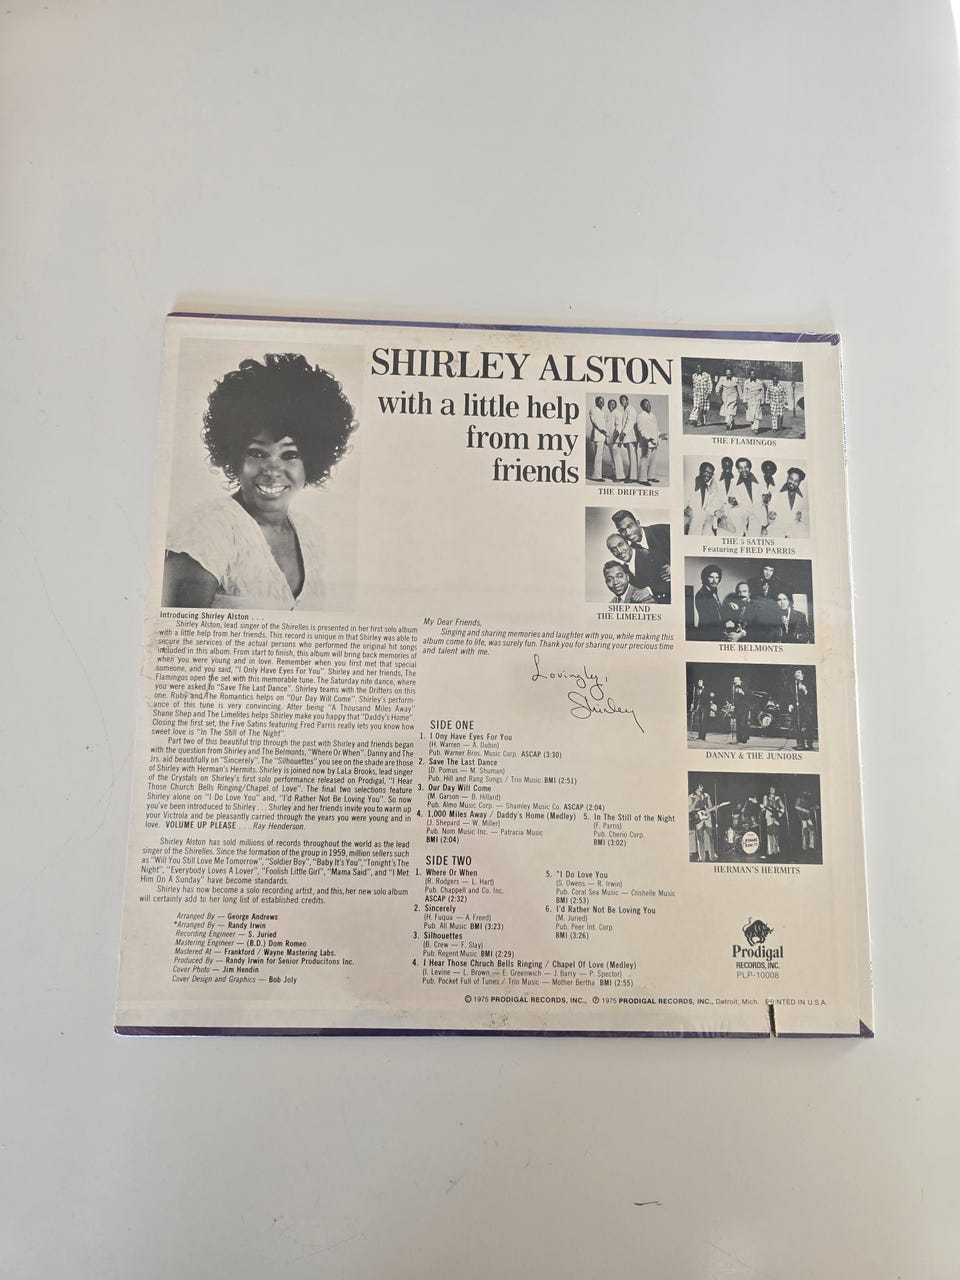 SHIRLEY ALSTON
with a little help
from my
friends
THE DRIFTERS
SHEP AND
THE LIMELITES
THE FLAMINGOS
THE 5 SATINS
Featuring FRED PARRIS
THE BELMONTS
DANNY & THE JUNIORS
HERMAN'S HERMITS
Introducing Shirley Alston . . .
Shirley Alston, lead singer of the Shirelles is presented in her first solo album
with a little help from her friends. This record is unique in that Shirley was able to
secure the services of the actual persons who performed the original hit songs
included in this album. From start to finish, this album will bring back memories of
when you were young and in love. Remember when you first met that special
someone, and you said, "I Only Have Eyes For You". Shirley and her friends, The
Flamingos open the set with this memorable tune. The Saturday nite dance, where
you were asked to "Save The Last Dance". Shirley teams with the Drifters on this
one. Ruby and The Romantics helps on "Our Day Will Come". Shirley's perform-
ance of this tune is very convincing. After being "A Thousand Miles Away"
Shane Shep and The Limelites helps Shirley make you happy that "Daddy's Home".
Closing the first set, the Five Satins featuring Fred Parris really lets you know how
sweet love is "In The Still of The Night".
Part two of this beautiful trip through the past with Shirley and friends began
with the question from Shirley and The Belmonts, "Where Or When". Danny and The
Jrs. aid beautifully on "Sincerely". The "Silhouettes" you see on the shade are those
of Shirley with Herman's Hermits. Shirley is joined now by LaLa Brooks, lead singer
of the Crystals on Shirley's first solo performance released on Prodigal, "I Hear
Those Church Bells Ringing/Chapel of Love". The final two selections feature
Shirley alone on "I Do Love You" and, "I'd Rather Not Be Loving You". So now
you've been introduced to Shirley . . . Shirley and her friends invite you to warm up
your Victrola and be pleasantly carried through the years you were young and in
love. VOLUME UP PLEASE . . . Ray Henderson.
Shirley Alston has sold millions of records throughout the world as the lead
singer of the Shirelles. Since the formation of the group in 1959, million sellers such
as "Will You Still Love Me Tomorrow", "Soldier Boy", "Baby It's You", "Tonight's The
Night", "Everybody Loves A Lover", "Foolish Little Girl", "Mama Said", and "I Met
Him On A Sunday" have become standards.
Shirley has now become a solo recording artist, and this, her new solo album
will certainly add to her long list of established credits.
Arranged By — George Andrews
*Arranged By — Randy Irwin
Recording Engineer — S. Juried
Mastering Engineer — (B.D.) Dom Romeo
Mastered At — Frankford / Wayne Mastering Labs.
Produced By — Randy Irwin for Senior Producitons Inc.
Cover Photo — Jim Hendin
Cover Design and Graphics — Bob Joly
My Dear Friends,
Singing and sharing memories and laughter with you, while making this
album come to life, was surely fun. Thank you for sharing your precious time
and talent with me.
Lovingly,
Shirley
SIDE ONE
1. I Ony Have Eyes For You
(H. Warren — A. Dubin)
Pub. Warner Bros. Music Corp. ASCAP (3:30)
2. Save The Last Dance
(D. Pomus — M. Shuman)
Pub. Hill and Rang Songs / Trio Music BMI (2:51)
3. Our Day Will Come
(M. Garson — B. Hillard)
Pub. Almo Music Corp. — Shamley Music Co. ASCAP (2:04)
4. 1,000 Miles Away / Daddy's Home (Medley)
(J. Shepard — W. Miller)
Pub. Nom Music Inc. — Patracia Music
BMI (2:04)
5. In The Still of the Night
(F. Parris)
Pub. Cherio Corp.
BMI (3:02)
SIDE TWO
1. Where Or When
(R. Rodgers — L. Hart)
Pub. Chappell and Co. Inc.
ASCAP (2:32)
2. Sincerely
(H. Fuqua — A. Freed)
Pub. All Music BMI (3:23)
3. Silhouettes
(B. Crew — F. Slay)
Pub. Regent Music BMI (2:29)
4. I Hear Those Chruch Bells Ringing / Chapel Of Love (Medley)
(I. Levine — L. Brown — E. Greenwich — J. Barry — P. Spector)
Pub. Pocket Full of Tunes / Trio Music — Mother Bertha BMI (2:55)
5. *I Do Love You
(S. Owens — R. Irwin)
Pub. Coral Sea Music — Crishelle Music
BMI (2:53)
6. I'd Rather Not Be Loving You
(M. Juried)
Pub. Peer Int. Corp.
BMI (3:26)
Prodigal
RECORDS, INC.
PLP-10008
© 1975 PRODIGAL RECORDS, INC., ℗ 1975 PRODIGAL RECORDS, INC., Detroit, Mich. PRINTED IN U.S.A.